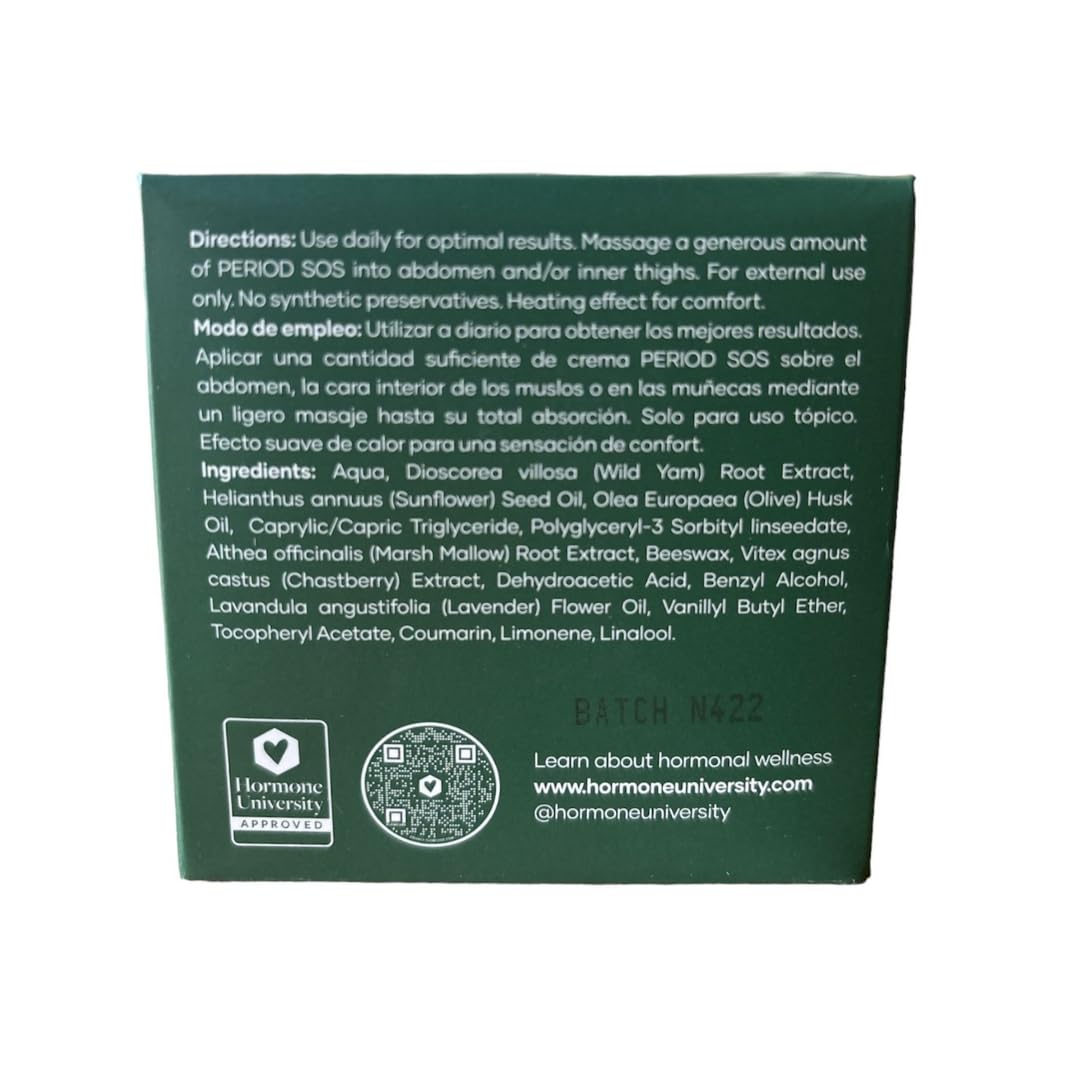 Directions: Use daily for optimal results. Massage a generous amount
of PERIOD SOS into abdomen and/or inner thighs. For external use
only. No synthetic preservatives. Heating effect for comfort.
Modo de empleo: Utilizar a diario para obtener los mejores resultados.
Aplicar una cantidad suficiente de crema PERIOD SOS sobre el
abdomen, la cara interior de los muslos o en las muñecas mediante
un ligero masaje hasta su total absorción. Solo para uso tópico.
Efecto suave de calor para una sensación de confort.
Ingredients: Aqua, Dioscorea villosa (Wild Yam) Root Extract,
Helianthus annuus (Sunflower) Seed Oil, Olea Europaea (Olive) Husk
Oil, Caprylic/Capric Triglyceride, Polyglyceryl-3 Sorbityl linseedate,
Althea officinalis (Marsh Mallow) Root Extract, Beeswax, Vitex agnus
castus (Chastberry) Extract, Dehydroacetic Acid, Benzyl Alcohol,
Lavandula angustifolia (Lavender) Flower Oil, Vanillyl Butyl Ether,
Tocopheryl Acetate, Coumarin, Limonene, Linalool.
BATCH N422
Hormone
University
APPROVED
Learn about hormonal wellness
www.hormoneuniversity.com
@hormoneuniversity